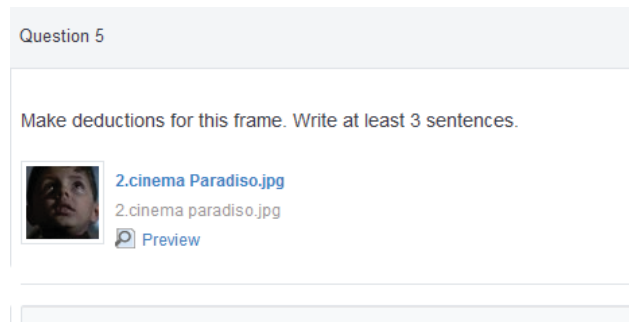 Question 5
Make deductions for this frame. Write at least 3 sentences.
2.cinema Paradiso.jpg
2.cinema paradiso.jpg
Preview